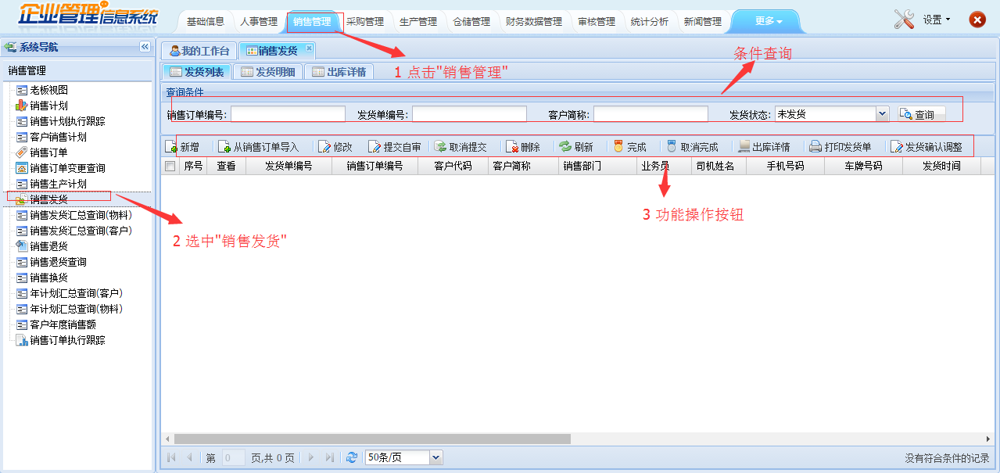 企业管理信息系统
基础信息 人事管理 销售管理 采购管理 生产管理 仓储管理 财务数据管理 审核管理 统计分析 新闻管理 更多 设置
系统导航
销售管理
老板视图
销售计划
销售计划执行跟踪
客户销售计划
销售订单
销售订单变更查询
销售生产计划
销售发货
销售发货汇总查询(物料)
销售发货汇总查询(客户)
销售退货
销售退货查询
销售换货
年计划汇总查询(客户)
年计划汇总查询(物料)
客户年度销售额
销售订单执行跟踪
我的工作台 销售发货
发货列表 发货明细 出库详情
1 点击"销售管理"
条件查询
查询条件
销售订单编号: 发货单编号: 客户简称: 发货状态: 未发货 查询
新增 从销售订单导入 修改 提交自审 取消提交 删除 刷新 完成 取消完成 出库详情 打印发货单 发货确认调整
序号 查看 发货单编号 销售订单编号 客户代码 客户简称 销售部门 业务员 司机姓名 手机号码 车牌号码 发货时间
3 功能操作按钮
2 选中"销售发货"
第 0 页,共 0 页 50条/页 没有符合条件的记录